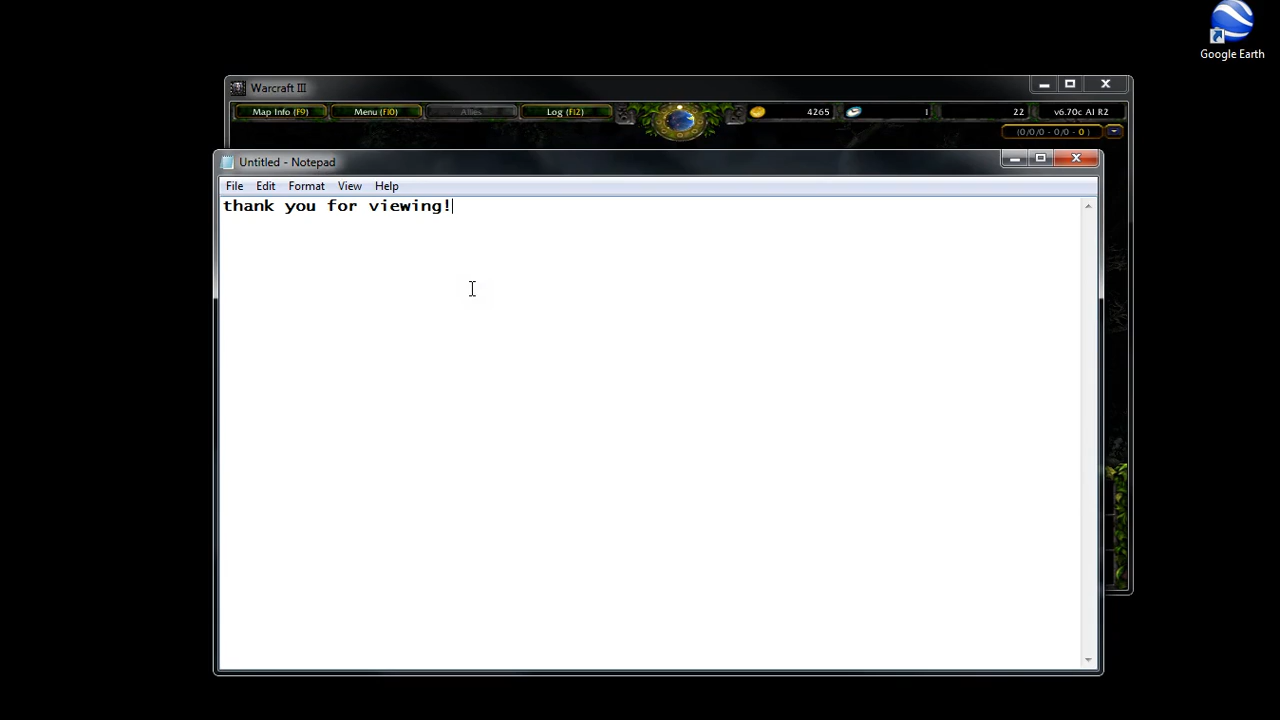 Google Earth
Warcraft III
Map Info (F9) Menu (F10) Allies Log (F12) 4265 1 22 v6.70c AI R2
(0/0/0 - 0/0 - 0 )
Untitled - Notepad
File Edit Format View Help
thank you for viewing!